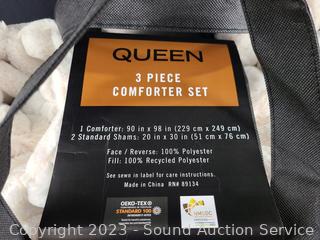 QUEEN
3 PIECE
COMFORTER SET
1 Comforter: 90 in x 98 in (229 cm x 249 cm)
2 Standard Shams: 20 in x 30 in (51 cm x 76 cm)
Face / Reverse: 100% Polyester
Fill: 100% Recycled Polyester
See sewn in label for care instructions.
Made in China RN# 89134
OEKO-TEX®
STANDARD 100
Copyright 2023 - Sound Auction Service